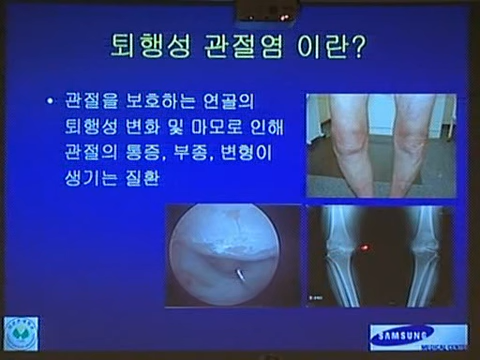 퇴행성 관절염 이란?
• 관절을 보호하는 연골의
퇴행성 변화 및 마모로 인해
관절의 통증, 부종, 변형이
생기는 질환
SAMSUNG
MEDICAL CENTER